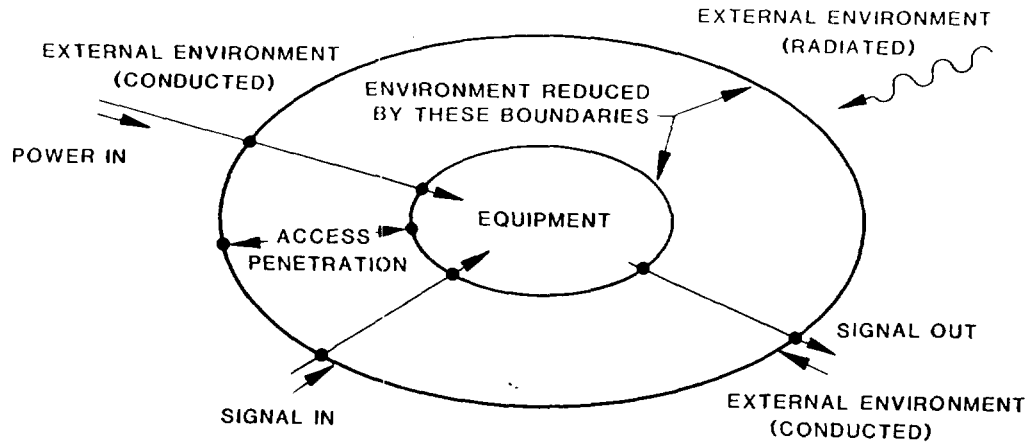 EXTERNAL ENVIRONMENT
(CONDUCTED)
POWER IN
EXTERNAL ENVIRONMENT
(RADIATED)
ENVIRONMENT REDUCED
BY THESE BOUNDARIES
EQUIPMENT
ACCESS
PENETRATION
SIGNAL IN
SIGNAL OUT
EXTERNAL ENVIRONMENT
(CONDUCTED)